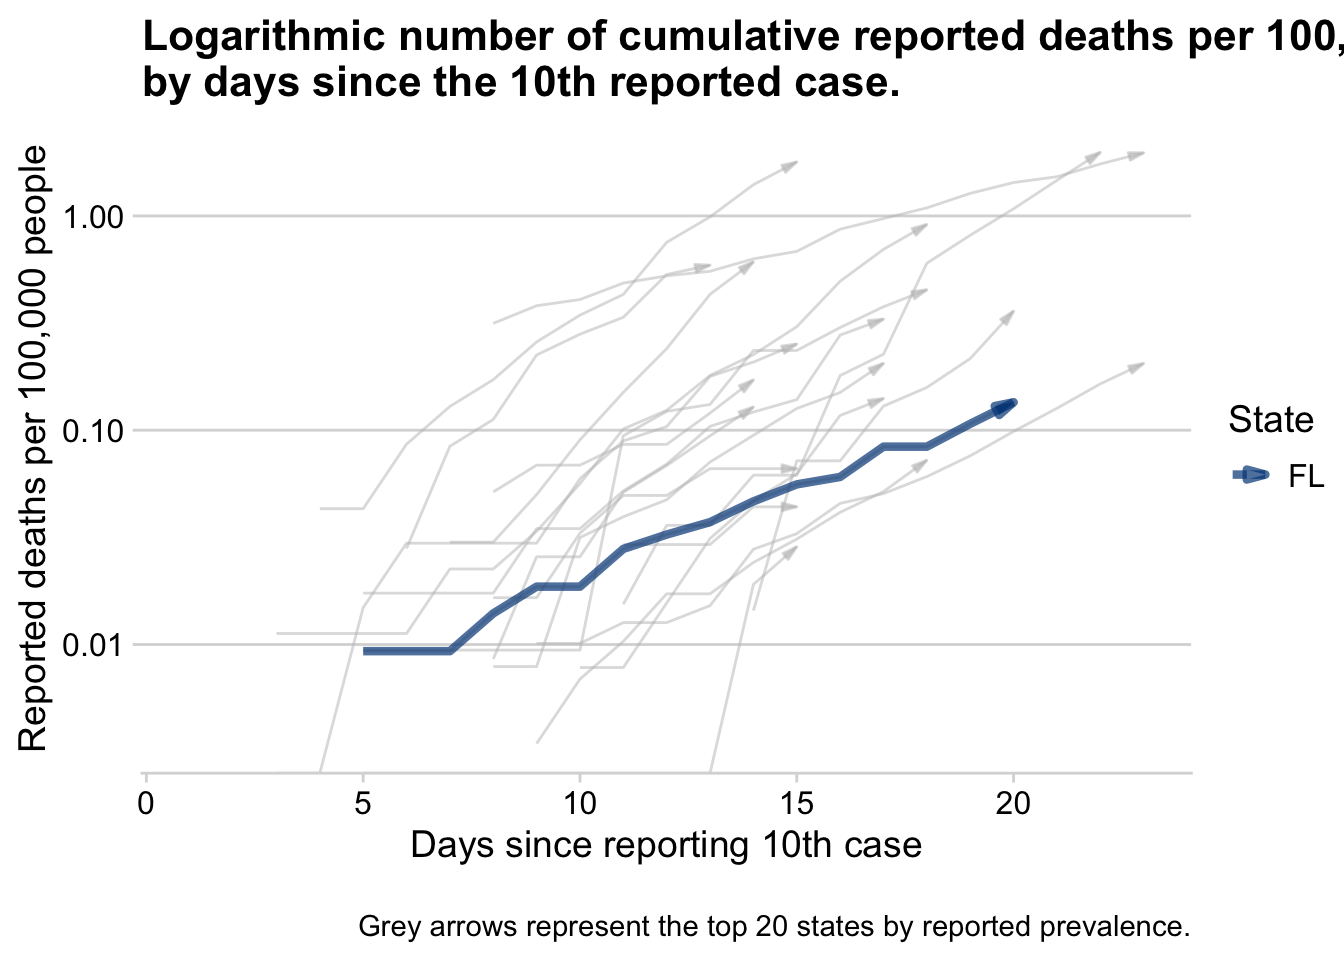 Logarithmic number of cumulative reported deaths per 100,
by days since the 10th reported case.
Reported deaths per 100,000 people
1.00
0.10
0.01
0
5
10
15
20
Days since reporting 10th case
State
FL
Grey arrows represent the top 20 states by reported prevalence.